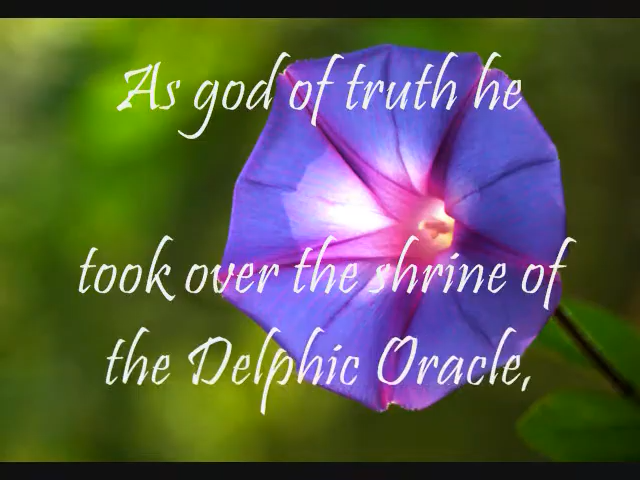 As god of truth he
took over the shrine of
the Delphic Oracle,